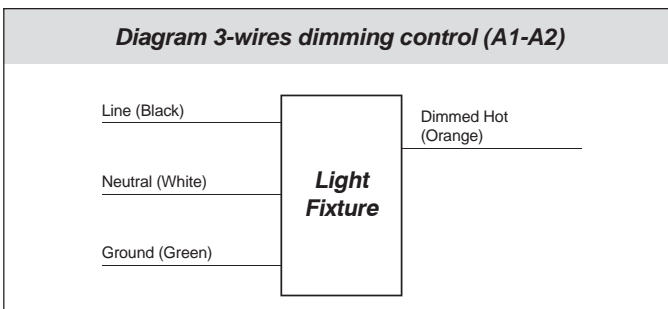 Diagram 3-wires dimming control (A1-A2)
Line (Black)
Dimmed Hot
(Orange)
Neutral (White)
Light
Fixture
Ground (Green)